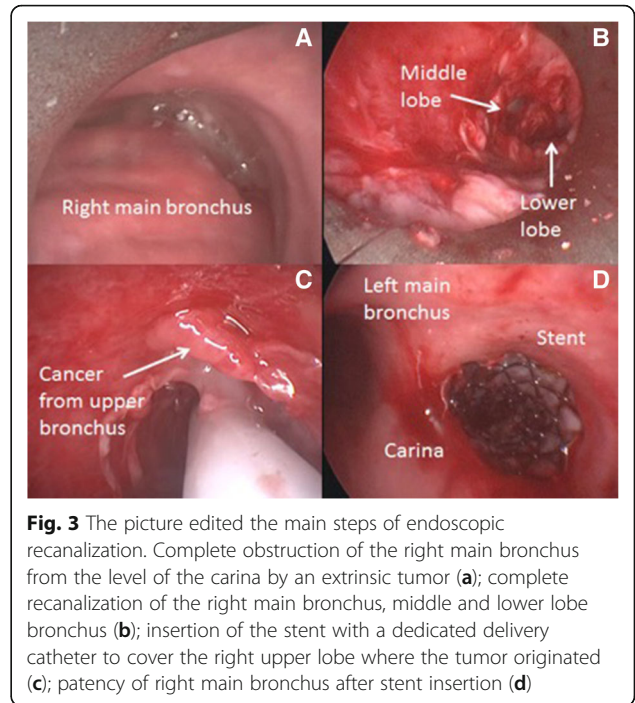 A
Right main bronchus
B
Middle
lobe
Lower
lobe
C
Cancer
from upper
bronchus
D
Left main
bronchus
Stent
Carina
Fig. 3 The picture edited the main steps of endoscopic
recanalization. Complete obstruction of the right main bronchus
from the level of the carina by an extrinsic tumor (a); complete
recanalization of the right main bronchus, middle and lower lobe
bronchus (b); insertion of the stent with a dedicated delivery
catheter to cover the right upper lobe where the tumor originated
(c); patency of right main bronchus after stent insertion (d)